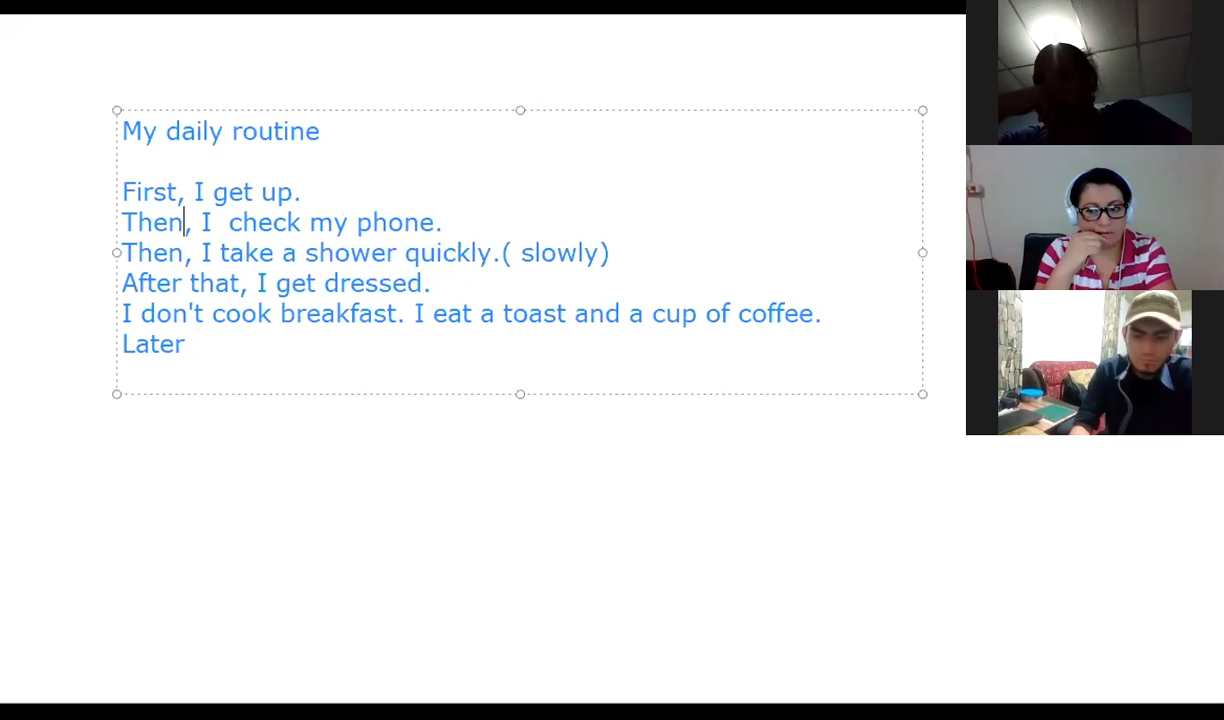 My daily routine
First, I get up.
Then, I  check my phone.
Then, I take a shower quickly.( slowly)
After that, I get dressed.
I don't cook breakfast. I eat a toast and a cup of coffee.
Later